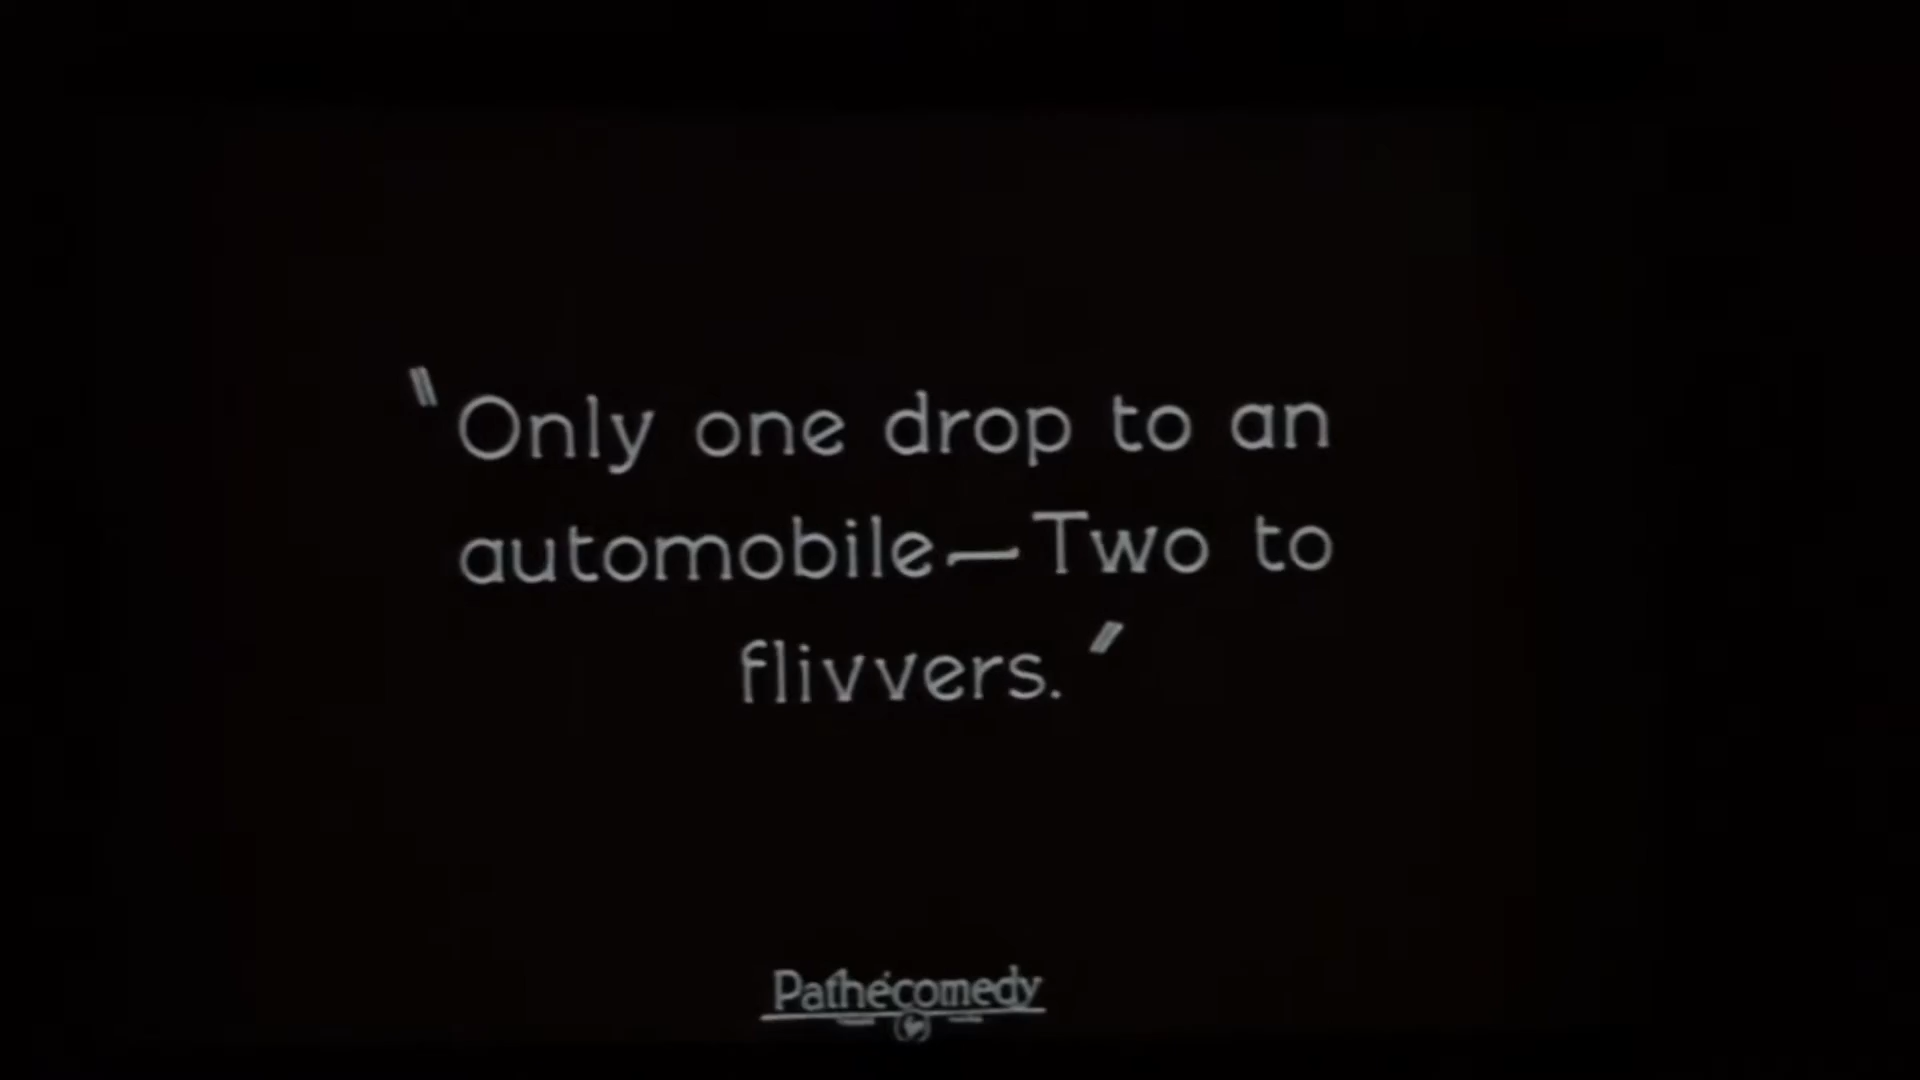 "Only one drop to an
automobile—Two to
flivvers."
Pathécomedy